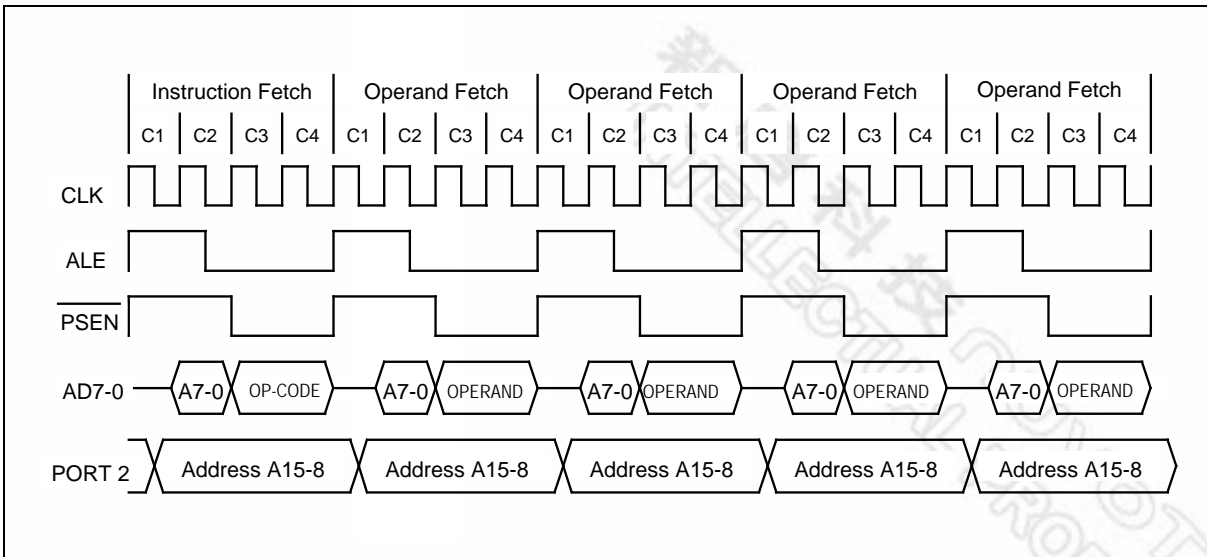 Instruction Fetch Operand Fetch Operand Fetch Operand Fetch Operand Fetch
C1 C2 C3 C4 C1 C2 C3 C4 C1 C2 C3 C4 C1 C2 C3 C4 C1 C2 C3 C4
CLK
ALE
PSEN
AD7-0 A7-0 OP-CODE A7-0 OPERAND A7-0 OPERAND A7-0 OPERAND A7-0 OPERAND
PORT 2 Address A15-8 Address A15-8 Address A15-8 Address A15-8 Address A15-8